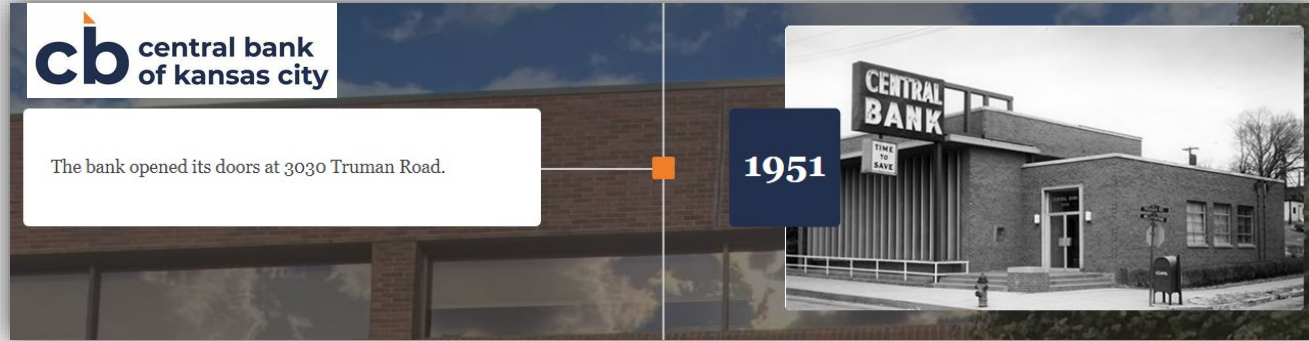 cb central bank
of kansas city
The bank opened its doors at 3030 Truman Road.
1951
CENTRAL
BANK
TIME
TO
SAVE